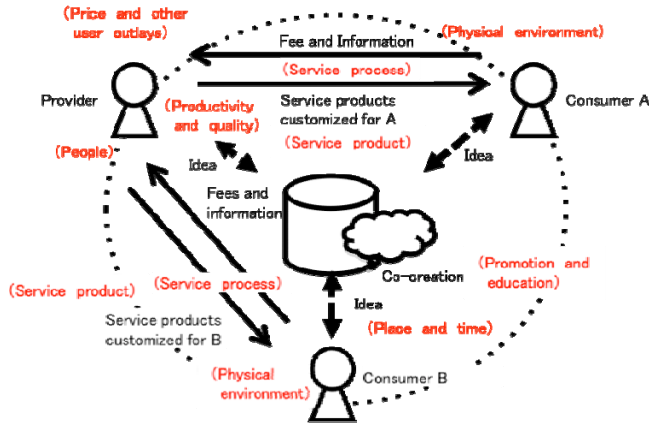 (Price and other
user outlays)
Fee and Information
(Physical environment)
(Service process)
Provider
(Productivity
and quality)
Service products
customized for A
Consumer A
(People)
(Service product)
Idea
Idea
Fees and
information
(Service product)
(Service process)
Co-creation
(Promotion and
education)
Idea
Service products
customized for B
(Place and time)
(Physical
environment)
Consumer B